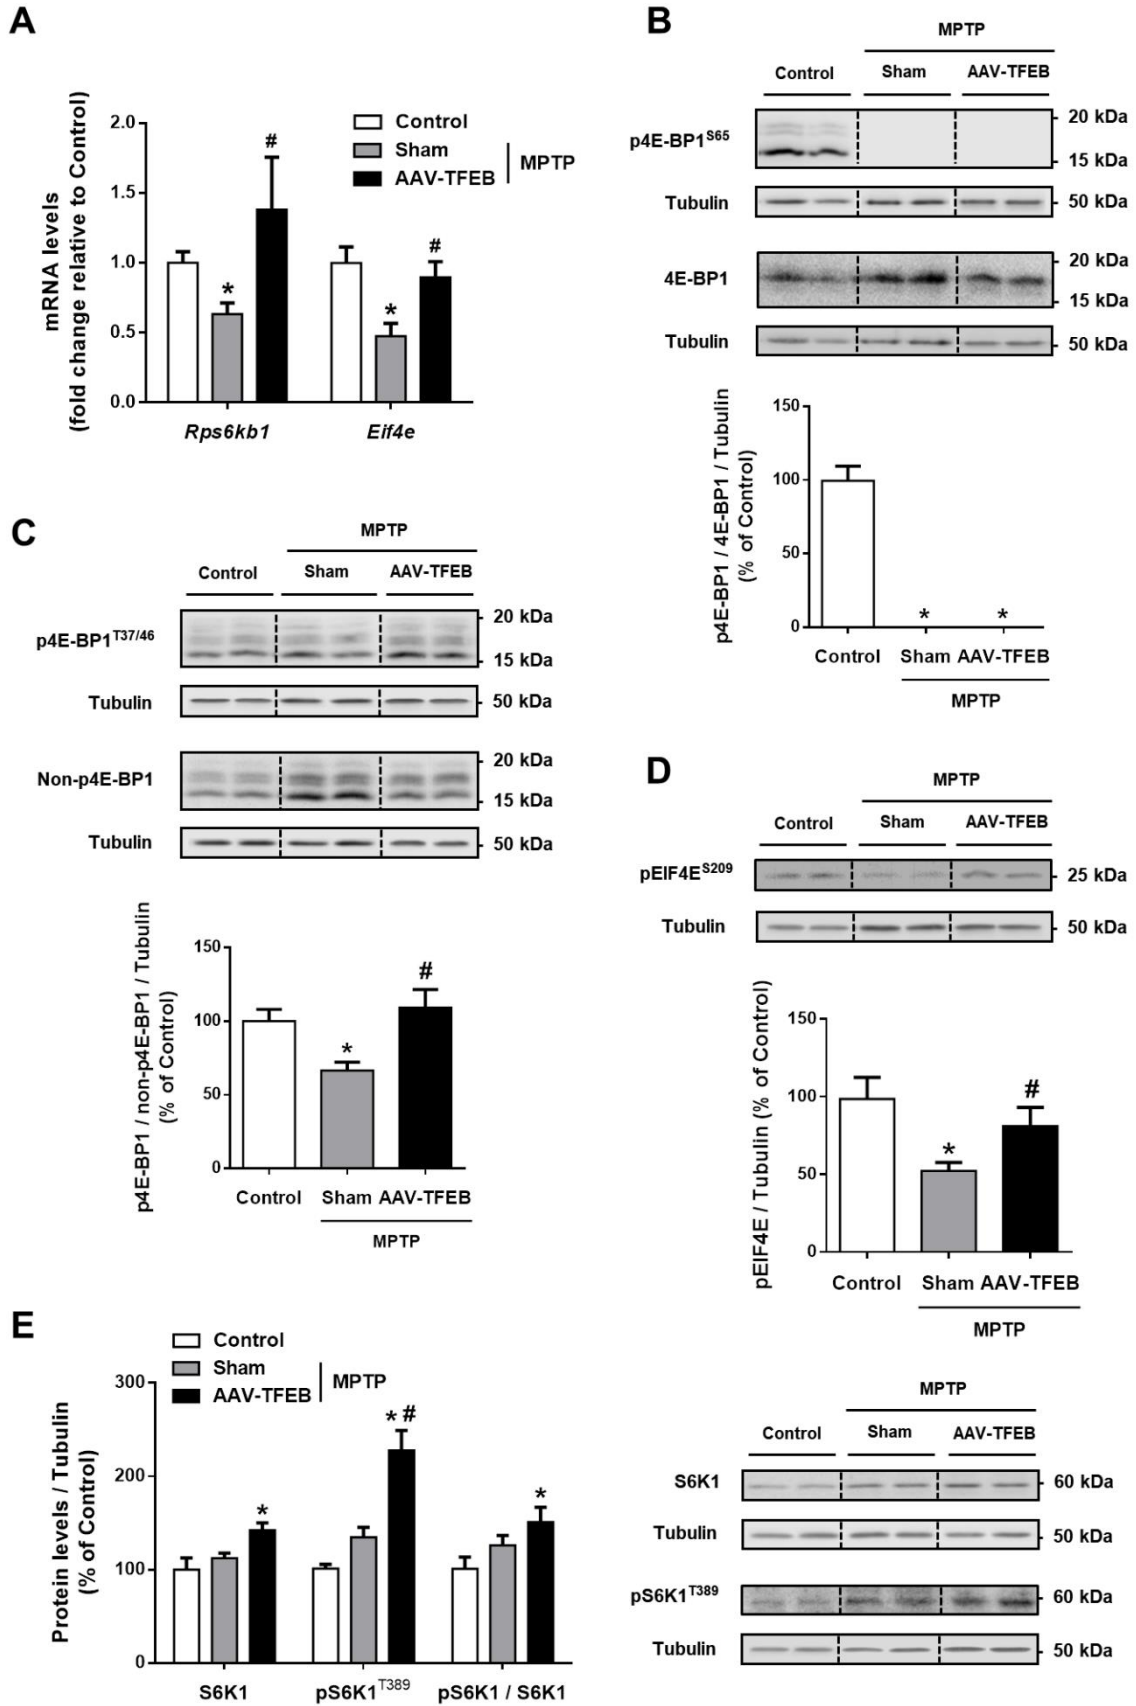 A
mRNA levels
(fold change relative to Control)
2.0
1.5
1.0
0.5
0.0
Control
Sham
AAV-TFEB
MPTP
#
*
*
#
Rps6kb1
Eif4e
B
MPTP
Control Sham AAV-TFEB
p4E-BP1S65
20 kDa
15 kDa
Tubulin
50 kDa
4E-BP1
20 kDa
15 kDa
Tubulin
50 kDa
p4E-BP1 / 4E-BP1 / Tubulin
(% of Control)
150
100
50
0
* *
Control Sham AAV-TFEB
MPTP
C
MPTP
Control Sham AAV-TFEB
p4E-BP1T37/46
20 kDa
15 kDa
Tubulin
50 kDa
Non-p4E-BP1
20 kDa
15 kDa
Tubulin
50 kDa
p4E-BP1 / non-p4E-BP1 / Tubulin
(% of Control)
150
100
50
0
*
#
Control Sham AAV-TFEB
MPTP
D
MPTP
Control Sham AAV-TFEB
pEIF4ES209
25 kDa
Tubulin
50 kDa
pEIF4E / Tubulin (% of Control)
150
100
50
0
*
#
Control Sham AAV-TFEB
MPTP
E
Control
Sham
AAV-TFEB
MPTP
Protein levels / Tubulin
(% of Control)
300
200
100
0
*
* #
*
S6K1
pS6K1T389
pS6K1 / S6K1
MPTP
Control Sham AAV-TFEB
S6K1
60 kDa
Tubulin
50 kDa
pS6K1T389
60 kDa
Tubulin
50 kDa